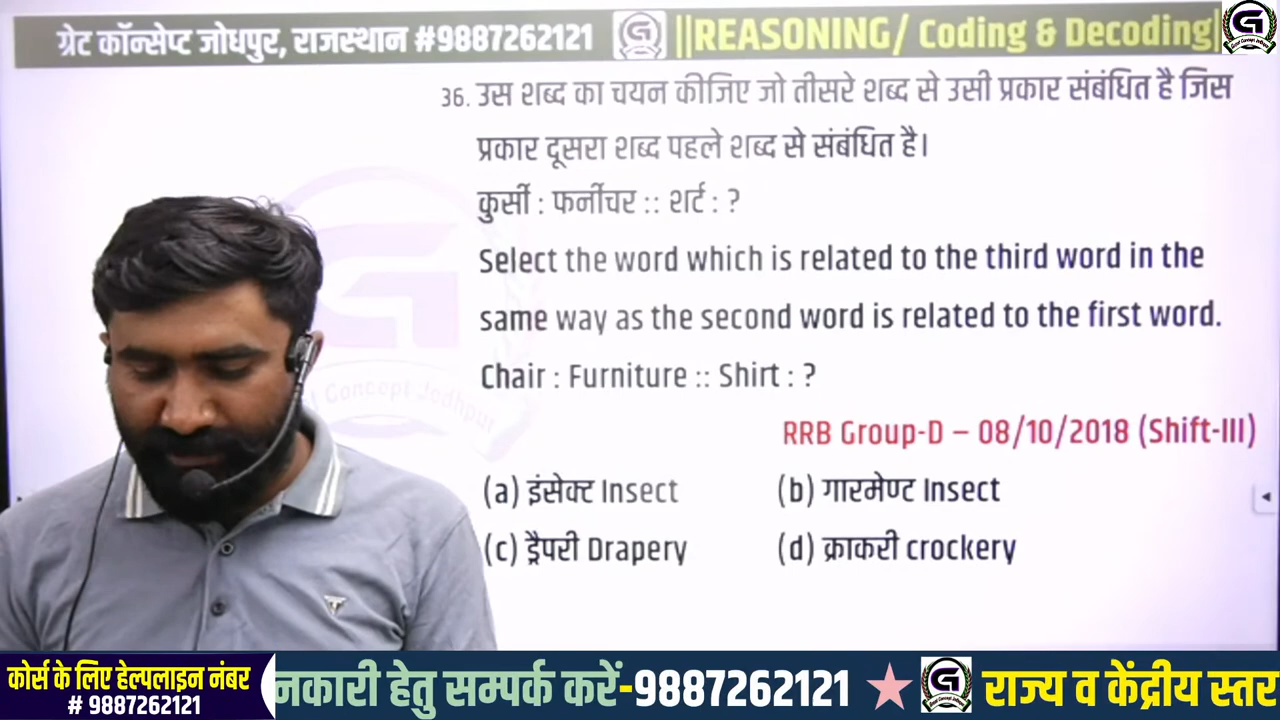 ग्रेट कॉन्सेप्ट जोधपुर, राजस्थान #9887262121
||REASONING/ Coding & Decoding||
36. उस शब्द का चयन कीजिए जो तीसरे शब्द से उसी प्रकार संबंधित है जिस
प्रकार दूसरा शब्द पहले शब्द से संबंधित है।
कुर्सी : फर्नीचर :: शर्ट : ?
Select the word which is related to the third word in the
same way as the second word is related to the first word.
Chair : Furniture :: Shirt : ?
RRB Group-D – 08/10/2018 (Shift-III)
(a) इंसेक्ट Insect
(b) गारमेण्ट Insect
(c) ड्रैपरी Drapery
(d) क्राकरी crockery
Concept Jodhpur
कोर्स के लिए हेल्पलाइन नंबर
# 9887262121
नकारी हेतु सम्पर्क करें-9887262121
राज्य व केंद्रीय स्तर